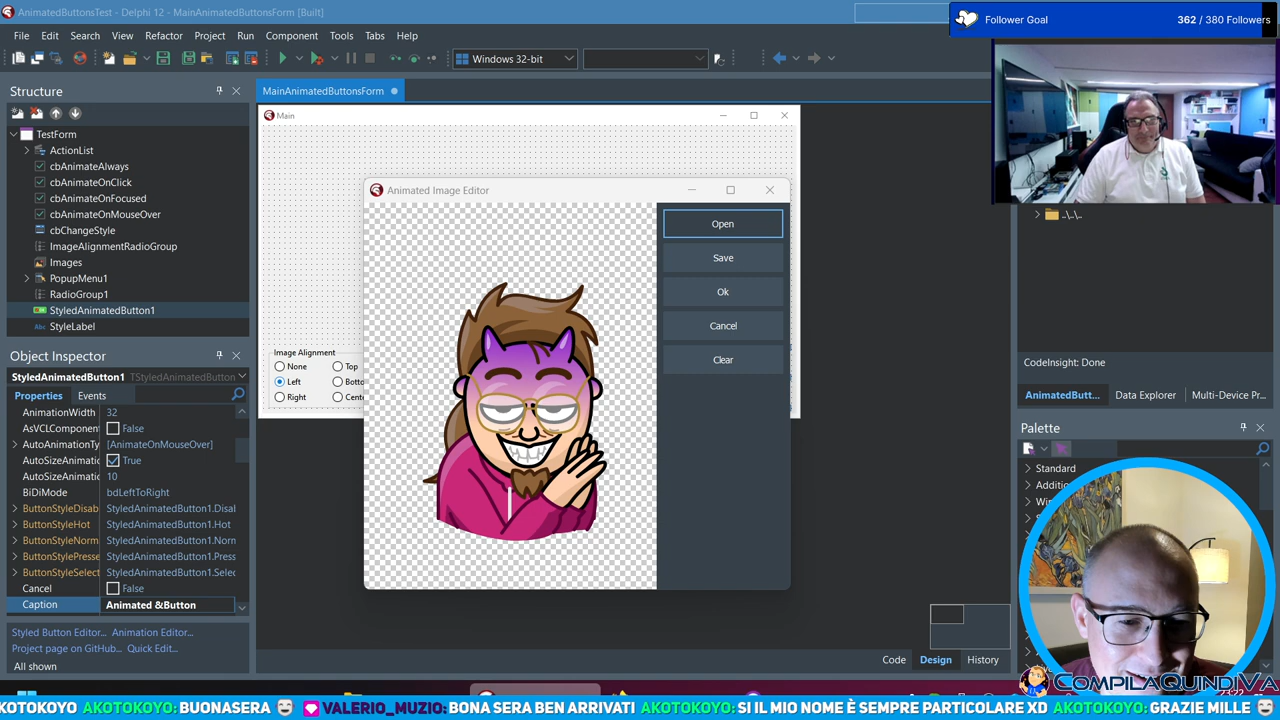 AnimatedButtonsTest - Delphi 12 - MainAnimatedButtonsForm [Built]
Follower Goal
362 / 380 Followers
File Edit Search View Refactor Project Run Component Tools Tabs Help
Windows 32-bit
Structure
TestForm
ActionList
cbAnimateAlways
cbAnimateOnClick
cbAnimateOnFocused
cbAnimateOnMouseOver
cbChangeStyle
ImageAlignmentRadioGroup
Images
PopupMenu1
RadioGroup1
StyledAnimatedButton1
StyleLabel
Object Inspector
StyledAnimatedButton1 TStyledAnimatedButton
Properties Events
AnimationWidth 32
AsVCLComponent False
AutoAnimationTy [AnimateOnMouseOver]
AutoSizeAnimatic True
AutoSizeAnimatic 10
BiDiMode bdLeftToRight
ButtonStyleDisab StyledAnimatedButton1.Disal
ButtonStyleHot StyledAnimatedButton1.Hot
ButtonStyleNorm StyledAnimatedButton1.Norn
ButtonStylePresse StyledAnimatedButton1.Press
ButtonStyleSelect StyledAnimatedButton1.Selec
Cancel False
Caption Animated &Button
Styled Button Editor... Animation Editor...
Project page on GitHub... Quick Edit...
All shown
MainAnimatedButtonsForm
Main
Image Alignment
None Top
Left Botto
Right Cente
Animated Image Editor
Open
Save
Ok
Cancel
Clear
Code Design History
..\..\
CodeInsight: Done
AnimatedButt... Data Explorer Multi-Device Pr...
Palette
Standard
Additio
COMPILAQUINDIVA
KOTOKOYO AKOTOKOYO: BUONASERA VALERIO_MUZIO: BONA SERA BEN ARRIVATI AKOTOKOYO: SI IL MIO NOME È SEMPRE PARTICOLARE XD AKOTOKOYO: GRAZIE MILLE